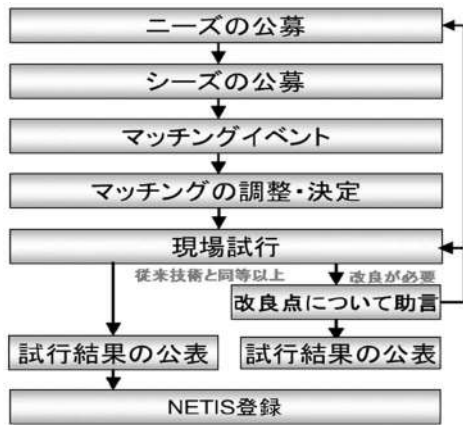 ニーズの公募
シーズの公募
マッチングイベント
マッチングの調整・決定
現場試行
従来技術と同等以上
改良が必要
改良点について助言
試行結果の公表
試行結果の公表
NETIS登録